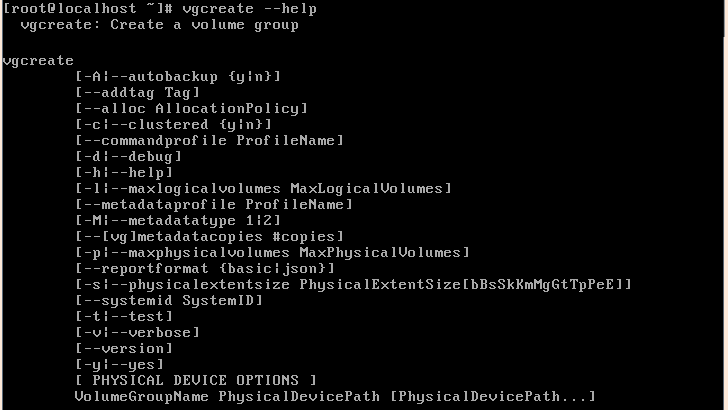 [root@localhost ~]# vgcreate --help
  vgcreate: Create a volume group

vgcreate
        [-A|--autobackup {y|n}]
        [--addtag Tag]
        [--alloc AllocationPolicy]
        [-c|--clustered {y|n}]
        [--commandprofile ProfileName]
        [-d|--debug]
        [-h|--help]
        [-l|--maxlogicalvolumes MaxLogicalVolumes]
        [--metadataprofile ProfileName]
        [-M|--metadatatype 1|2]
        [--[vg]metadatacopies #copies]
        [-p|--maxphysicalvolumes MaxPhysicalVolumes]
        [--reportformat {basic|json}]
        [-s|--physicalextentsize PhysicalExtentSize[bBsSkKmMgGtTpPeE]]
        [--systemid SystemID]
        [-t|--test]
        [-v|--verbose]
        [--version]
        [-y|--yes]
        [ PHYSICAL DEVICE OPTIONS ]
        VolumeGroupName PhysicalDevicePath [PhysicalDevicePath...]